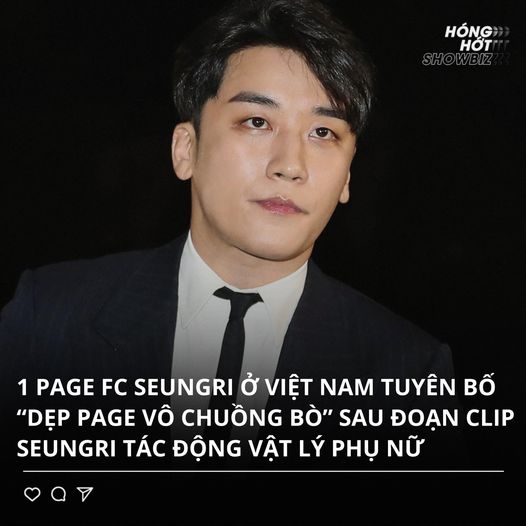 HÓNG
HỚT
SHOWBIZ
1 PAGE FC SEUNGRI Ở VIỆT NAM TUYÊN BỐ
“DẸP PAGE VÔ CHUỒNG BÒ” SAU ĐOẠN CLIP
SEUNGRI TÁC ĐỘNG VẬT LÝ PHỤ NỮ